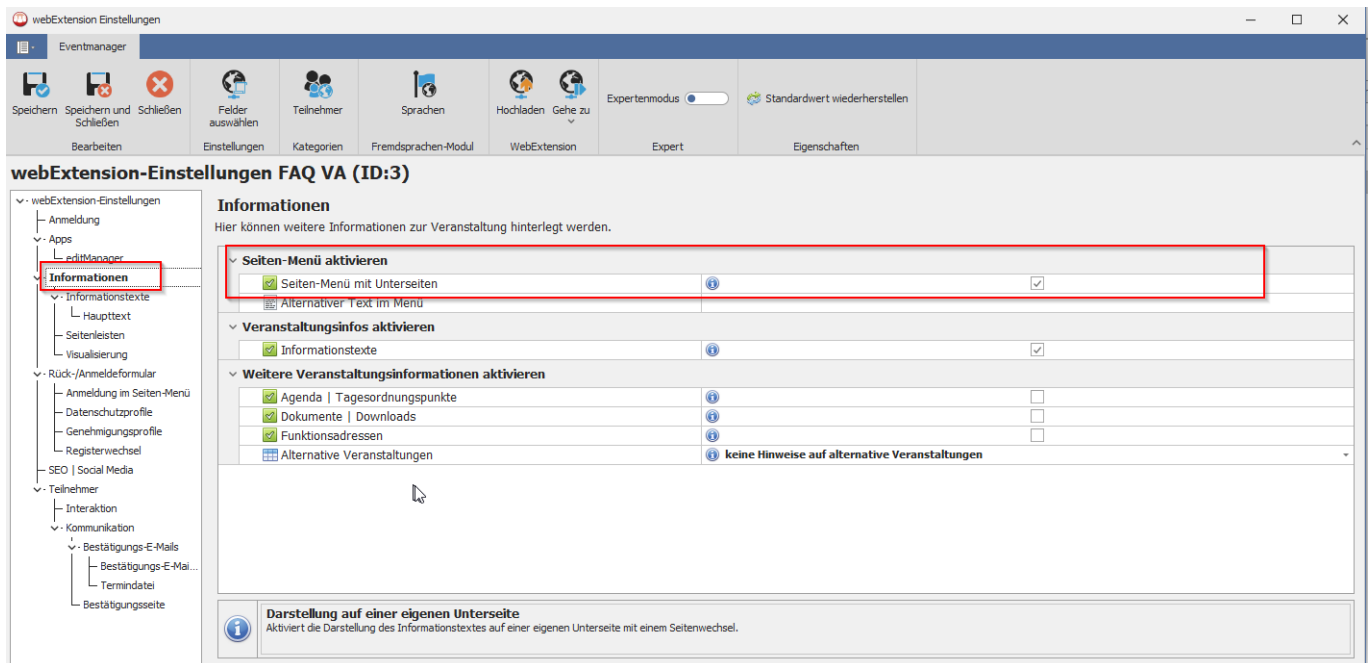 webExtension Einstellungen
Eventmanager
Speichern
Speichern und Schließen
Schließen
Felder auswählen
Teilnehmer
Sprachen
Hochladen
Gehe zu
Expertenmodus
Standardwert wiederherstellen
Bearbeiten
Einstellungen
Kategorien
Fremdsprachen-Modul
WebExtension
Expert
Eigenschaften
webExtension-Einstellungen FAQ VA (ID:3)
webExtension-Einstellungen
Anmeldung
Apps
editManager
Informationen
Informationstexte
Haupttext
Seitenleisten
Visualisierung
Rück-/Anmeldeformular
Anmeldung im Seiten-Menü
Datenschutzprofile
Genehmigungsprofile
Registerwechsel
SEO | Social Media
Teilnehmer
Interaktion
Kommunikation
Bestätigungs-E-Mails
Bestätigungs-E-Mai...
Termindatei
Bestätigungsseite
Informationen
Hier können weitere Informationen zur Veranstaltung hinterlegt werden.
Seiten-Menü aktivieren
Seiten-Menü mit Unterseiten
Alternativer Text im Menü
Veranstaltungsinfos aktivieren
Informationstexte
Weitere Veranstaltungsinformationen aktivieren
Agenda | Tagesordnungspunkte
Dokumente | Downloads
Funktionsadressen
Alternative Veranstaltungen
keine Hinweise auf alternative Veranstaltungen
Darstellung auf einer eigenen Unterseite
Aktiviert die Darstellung des Informationstextes auf einer eigenen Unterseite mit einem Seitenwechsel.